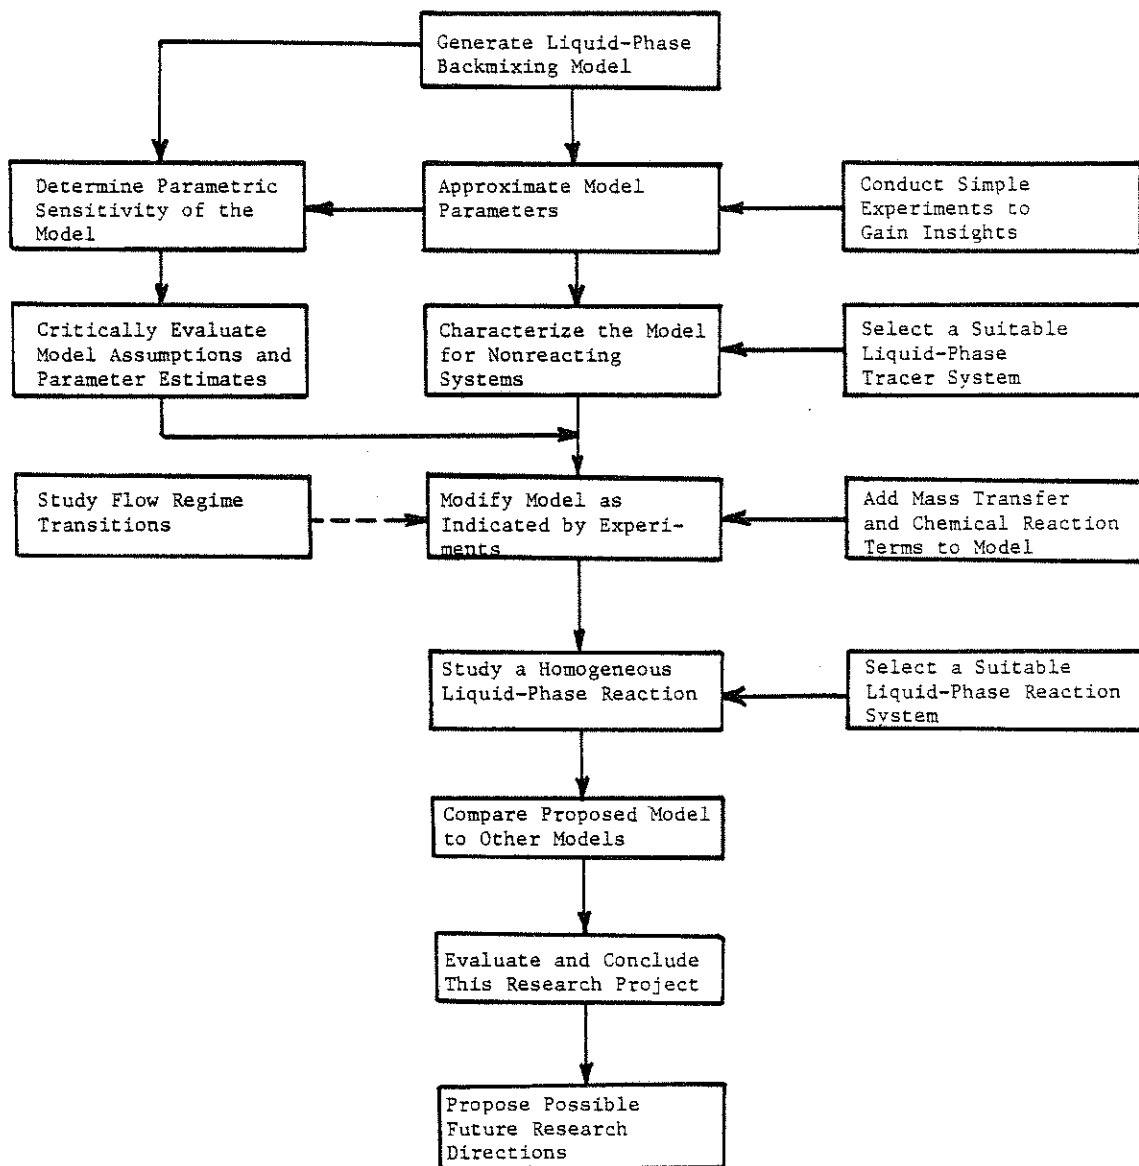 Generate Liquid-Phase
Backmixing Model
Determine Parametric
Sensitivity of the
Model
Approximate Model
Parameters
Conduct Simple
Experiments to
Gain Insights
Critically Evaluate
Model Assumptions and
Parameter Estimates
Characterize the Model
for Nonreacting
Systems
Select a Suitable
Liquid-Phase
Tracer System
Study Flow Regime
Transitions
Modify Model as
Indicated by Experi-
ments
Add Mass Transfer
and Chemical Reaction
Terms to Model
Study a Homogeneous
Liquid-Phase Reaction
Select a Suitable
Liquid-Phase Reaction
System
Compare Proposed Model
to Other Models
Evaluate and Conclude
This Research Project
Propose Possible
Future Research
Directions